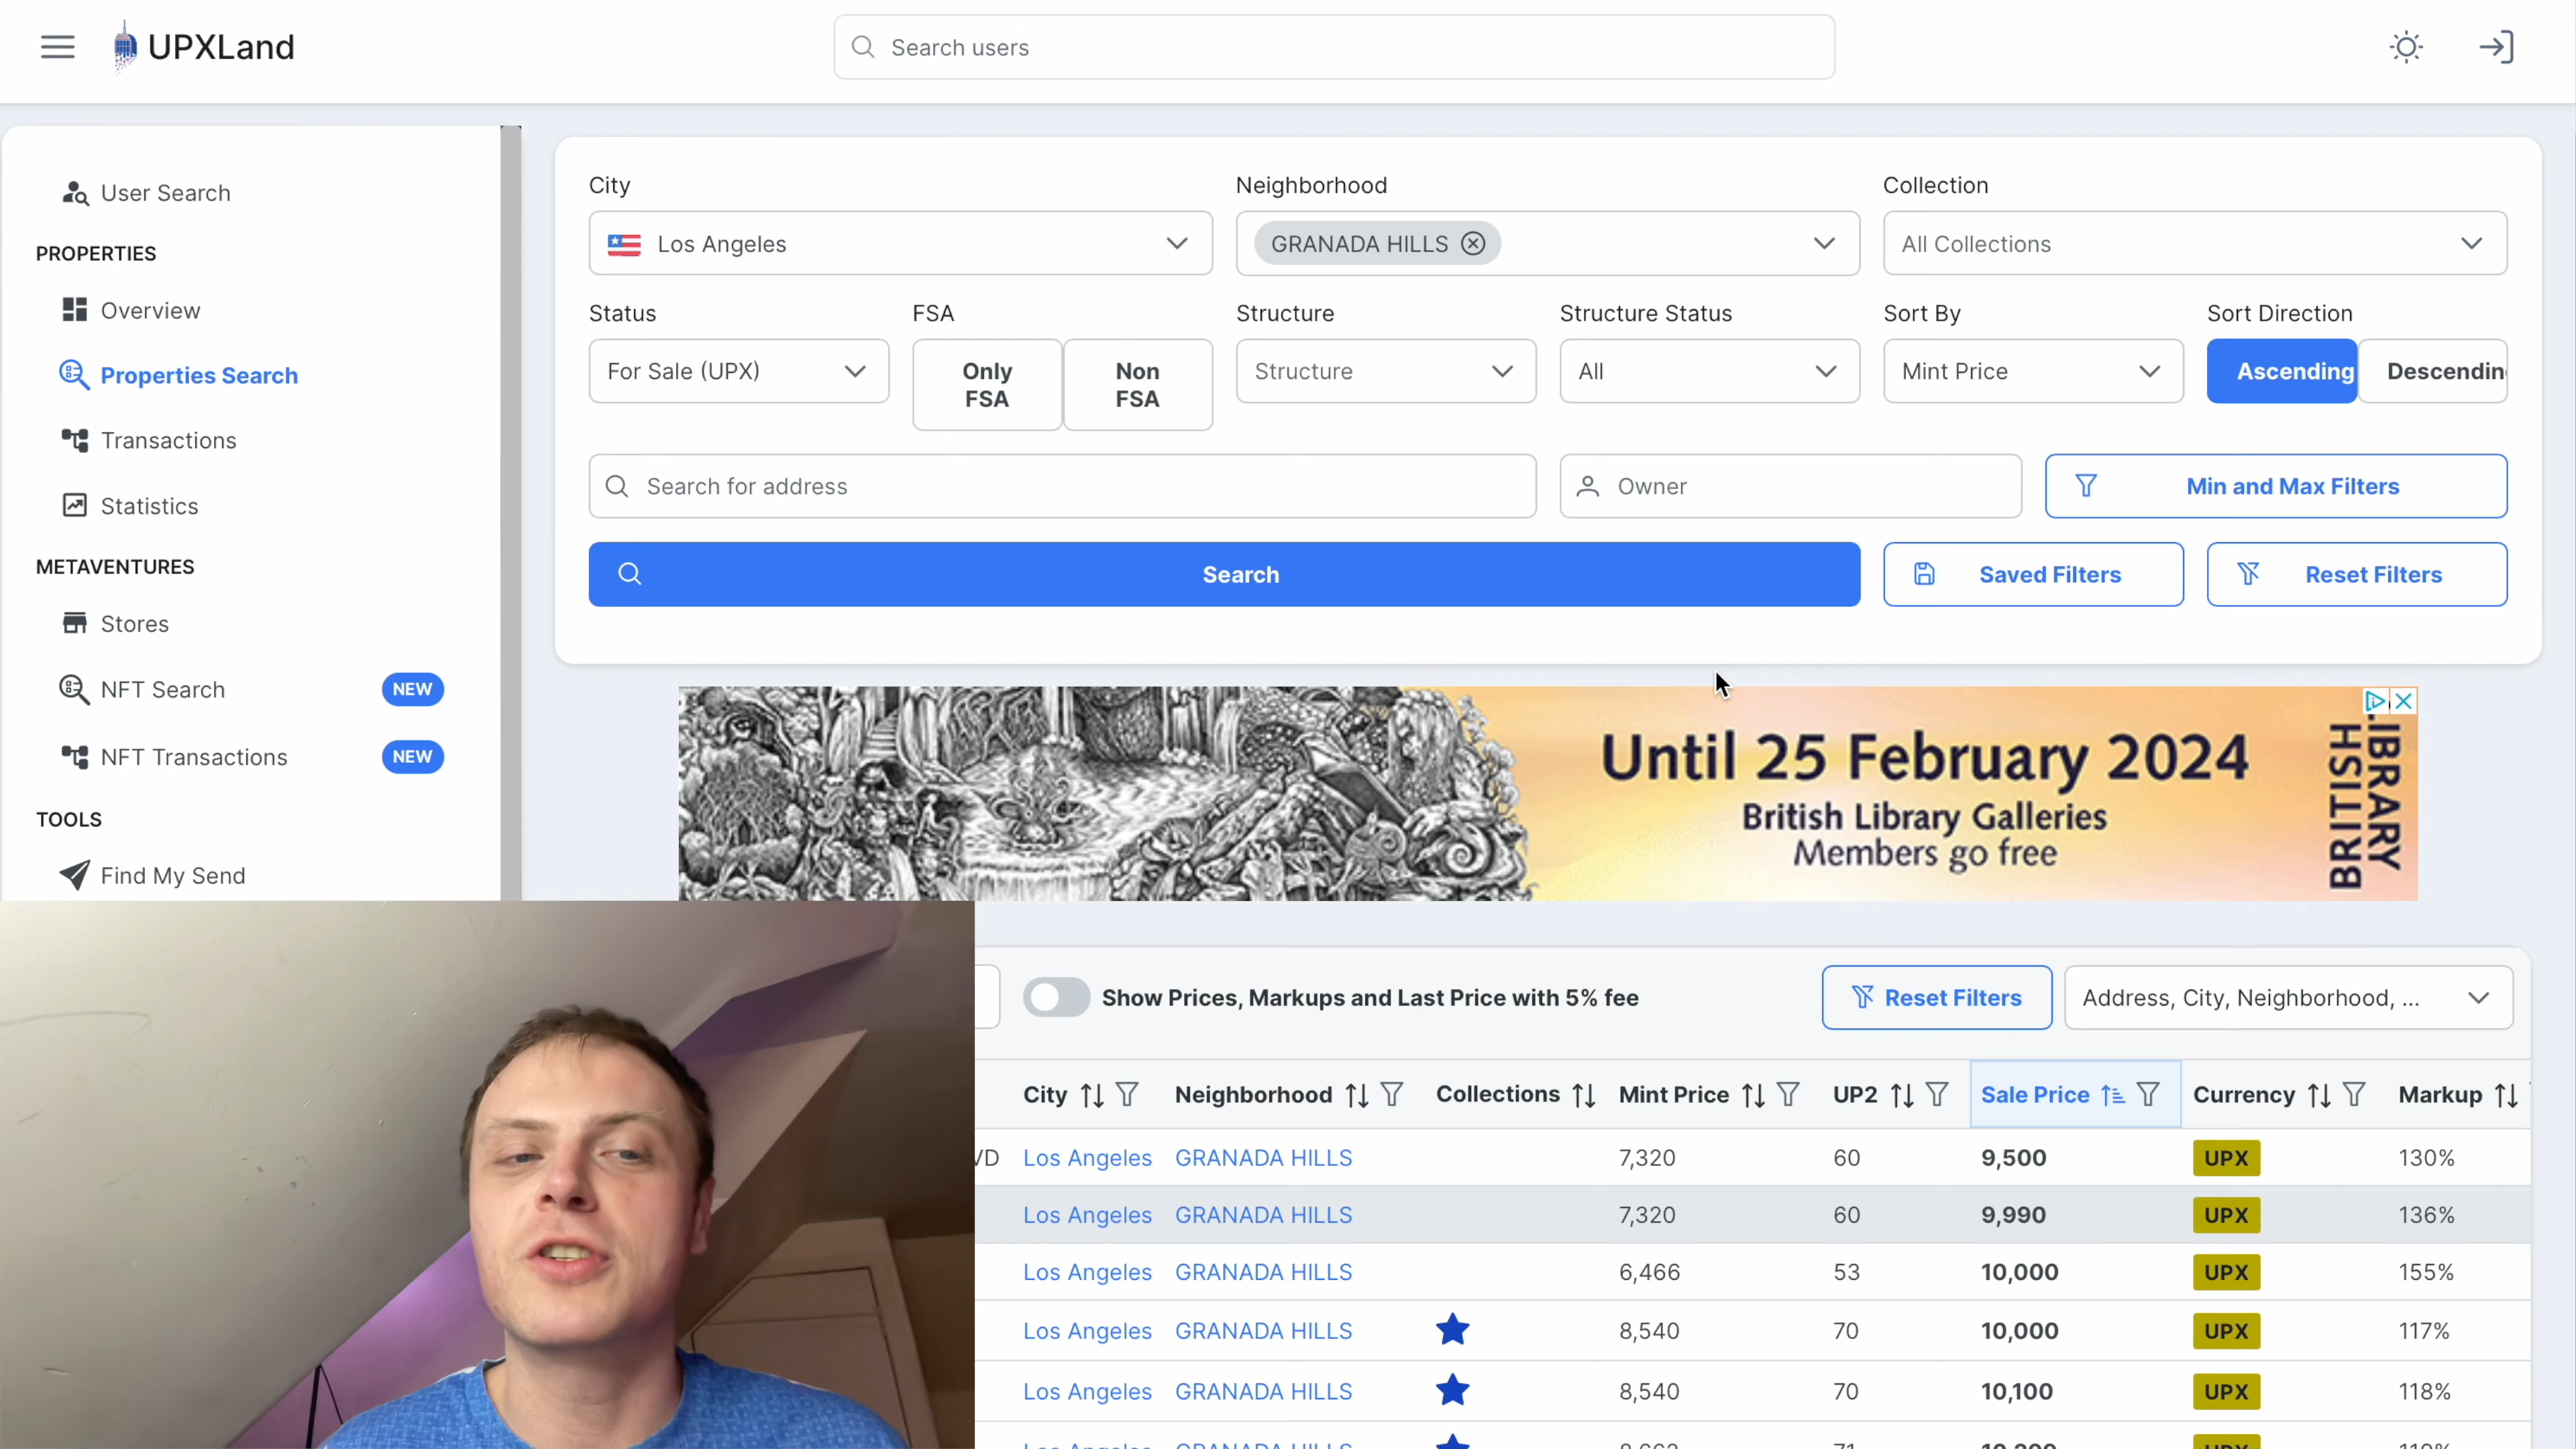 UPXLand
Search users
User Search
PROPERTIES
Overview
Properties Search
Transactions
Statistics
METAVENTURES
Stores
NFT Search NEW
NFT Transactions NEW
TOOLS
Find My Send
City Neighborhood Collection
Los Angeles GRANADA HILLS All Collections
Status FSA Structure Structure Status Sort By Sort Direction
For Sale (UPX) Only FSA Non FSA Structure All Mint Price Ascending Descendin
Search for address Owner Min and Max Filters
Search Saved Filters Reset Filters
Until 25 February 2024
British Library Galleries
Members go free
BRITISH
LIBRARY
Show Prices, Markups and Last Price with 5% fee Reset Filters Address, City, Neighborhood, ...
City Neighborhood Collections Mint Price UP2 Sale Price Currency Markup
VD Los Angeles GRANADA HILLS 7,320 60 9,500 UPX 130%
Los Angeles GRANADA HILLS 7,320 60 9,990 UPX 136%
Los Angeles GRANADA HILLS 6,466 53 10,000 UPX 155%
Los Angeles GRANADA HILLS 8,540 70 10,000 UPX 117%
Los Angeles GRANADA HILLS 8,540 70 10,100 UPX 118%
Los Angeles GRANADA HILLS